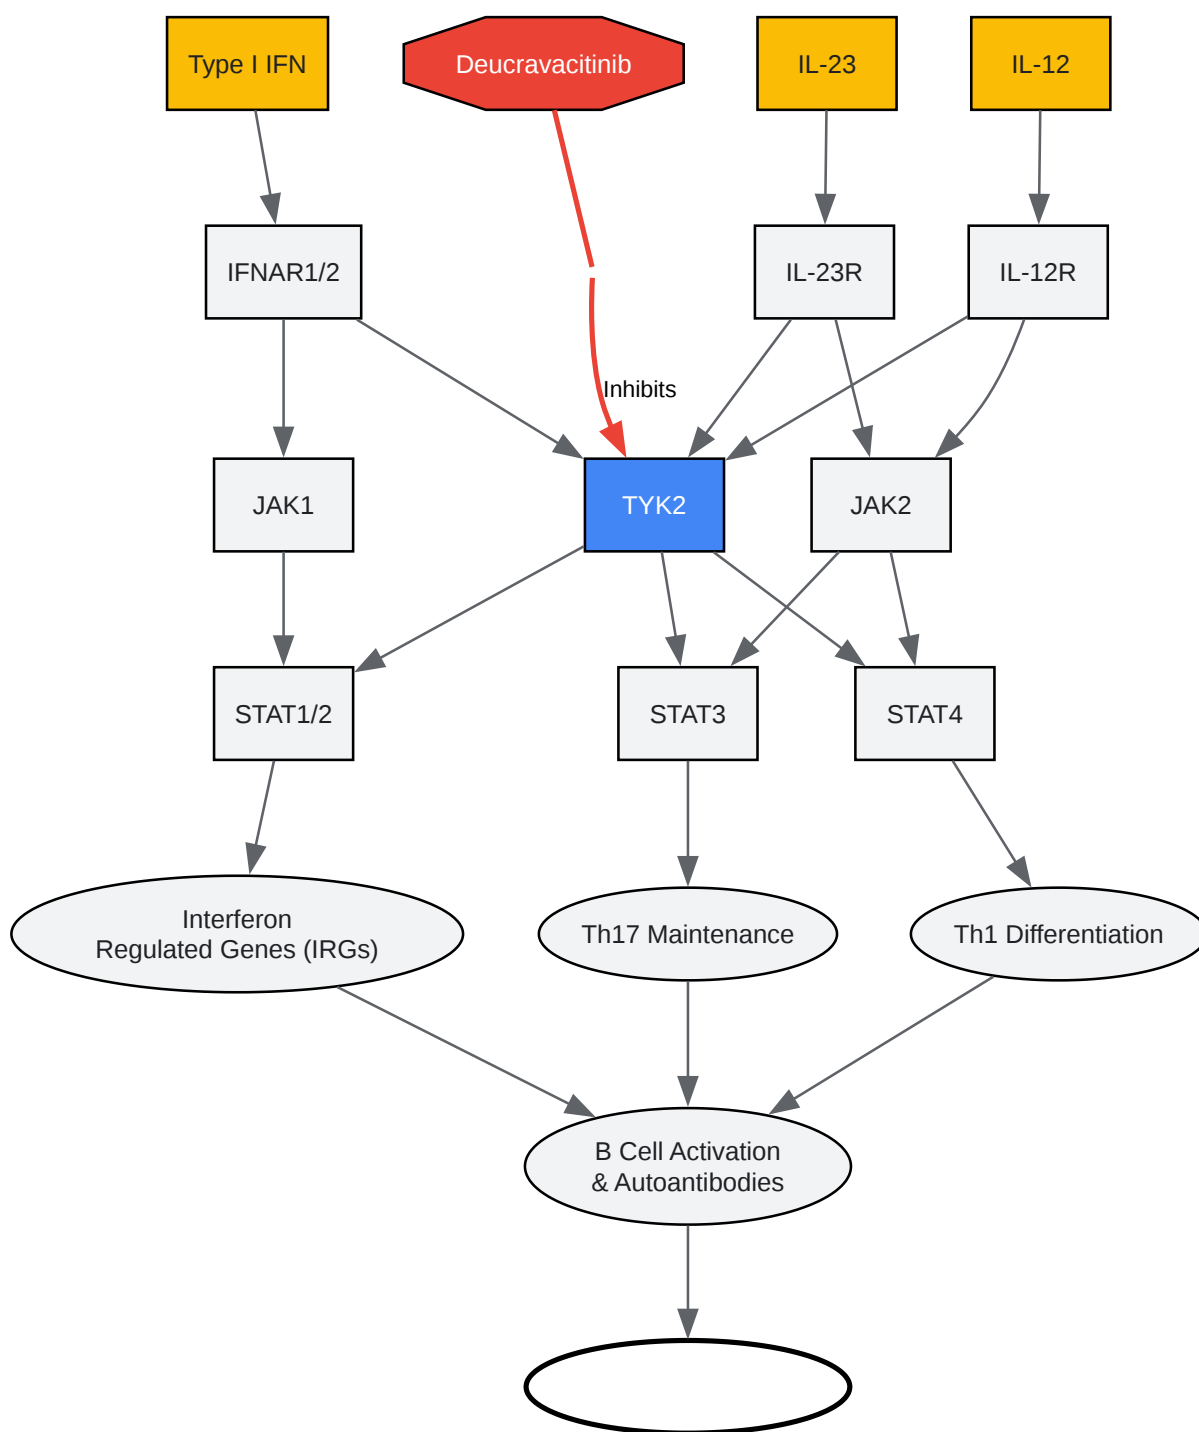 Type I IFN
Deucravacitinib
IL-23
IL-12
IFNAR1/2
IL-23R
IL-12R
Inhibits
JAK1
TYK2
JAK2
STAT1/2
STAT3
STAT4
Interferon
Regulated Genes (IRGs)
Th17 Maintenance
Th1 Differentiation
B Cell Activation
& Autoantibodies